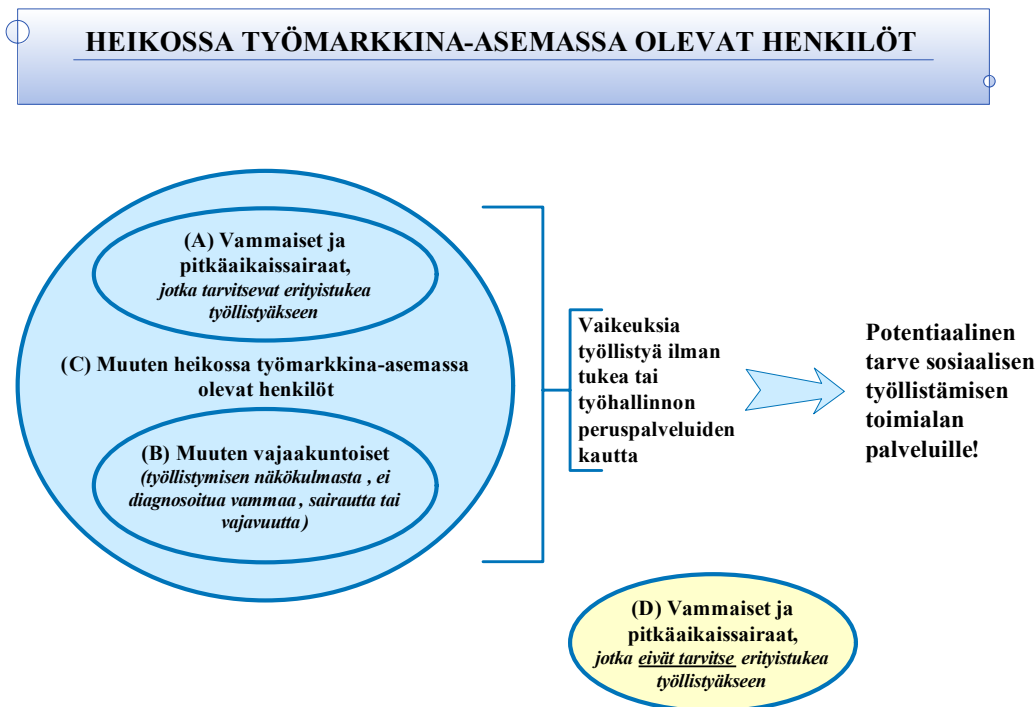 HEIKOSSA TYÖMARKKINA-ASEMASSA OLEVAT HENKILÖT
(A) Vammaiset ja
pitkäaikaissairaat,
jotka tarvitsevat erityistukea
työllistyäkseen
(C) Muuten heikossa työmarkkina-asemassa
olevat henkilöt
(B) Muuten vajaakuntoiset
(työllistymisen näkökulmasta , ei
diagnosoitua vammaa , sairautta tai
vajavuutta )
Vaikeuksia
työllistyä ilman
tukea tai
työhallinnon
peruspalveluiden
kautta
Potentiaalinen
tarve sosiaalisen
työllistämisen
toimialan
palveluille!
(D) Vammaiset ja
pitkäaikaissairaat,
jotka eivät tarvitse erityistukea
työllistyäkseen